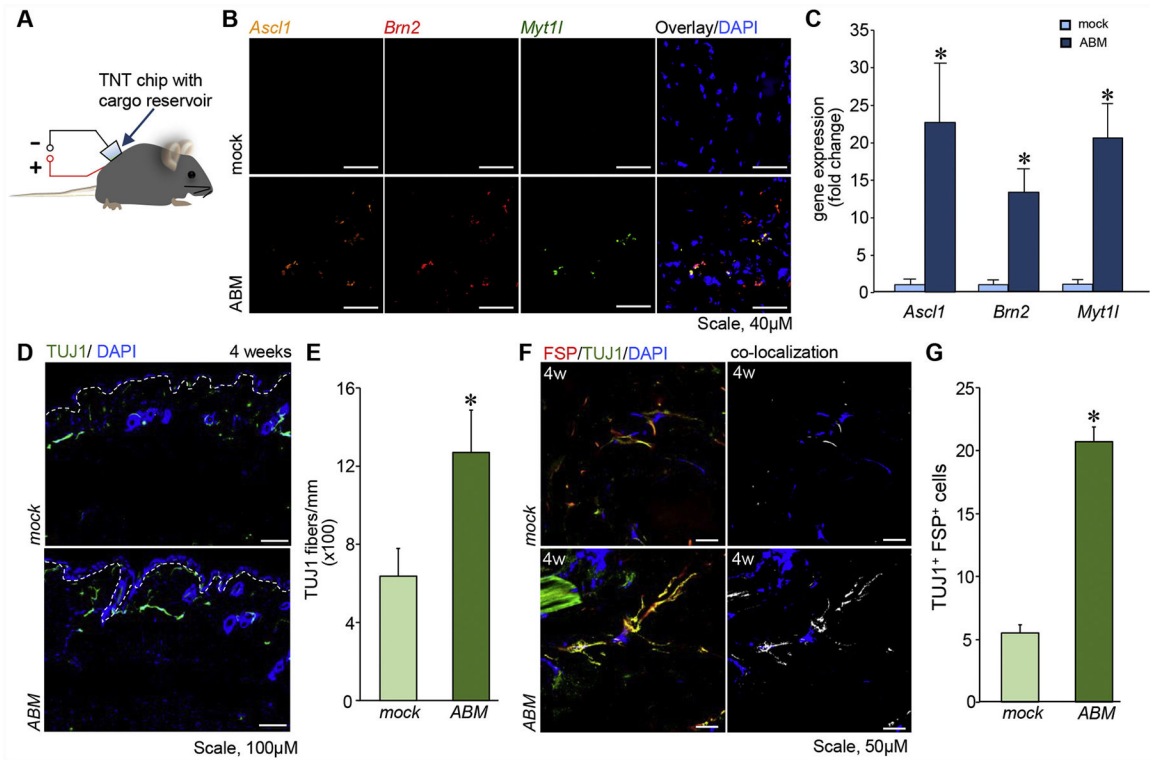 A
TNT chip with
cargo reservoir
-
+
B
Ascl1 Brn2 Myt1l Overlay/DAPI
mock
ABM
Scale, 40μM
C
mock
ABM
gene expression
(fold change)
35
30
25
20
15
10
5
0
* * *
Ascl1 Brn2 Myt1l
D
TUJ1/ DAPI 4 weeks
mock
ABM
Scale, 100μM
E
TUJ1 fibers/mm
(x100)
16
12
8
4
0
*
mock ABM
F
FSP/TUJ1/DAPI co-localization
4w 4w
mock
4w 4w
ABM
Scale, 50μM
G
TUJ1+ FSP+ cells
25
20
15
10
5
0
*
mock ABM